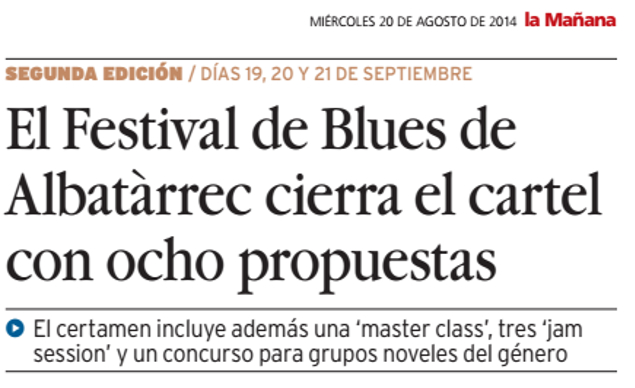 MIÉRCOLES 20 DE AGOSTO DE 2014 la Mañana
SEGUNDA EDICIÓN / DÍAS 19, 20 Y 21 DE SEPTIEMBRE
El Festival de Blues de
Albatàrrec cierra el cartel
con ocho propuestas
El certamen incluye además una ‘master class’, tres ‘jam
session’ y un concurso para grupos noveles del género